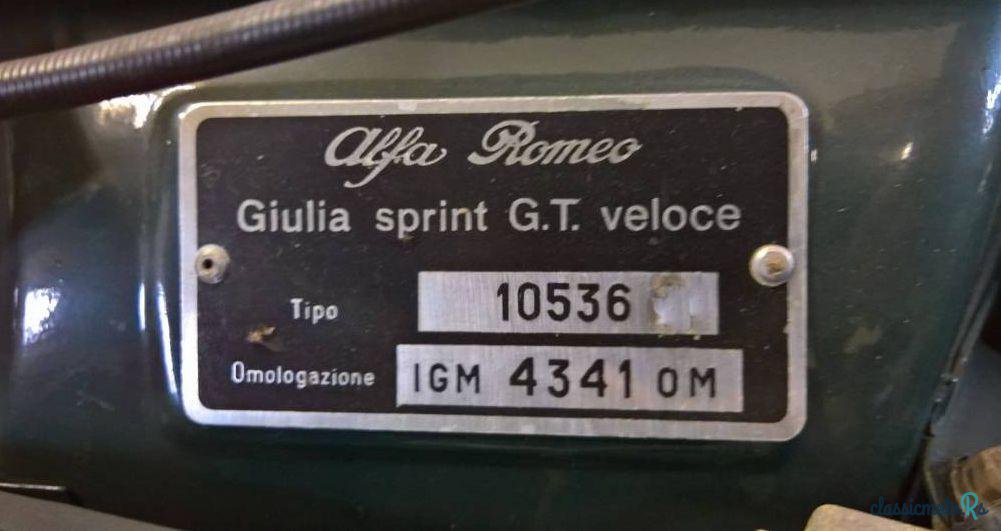 Alfa Romeo
Giulia sprint G.T. veloce
Tipo 10536
Omologazione IGM 4341 OM
classicmotoRs